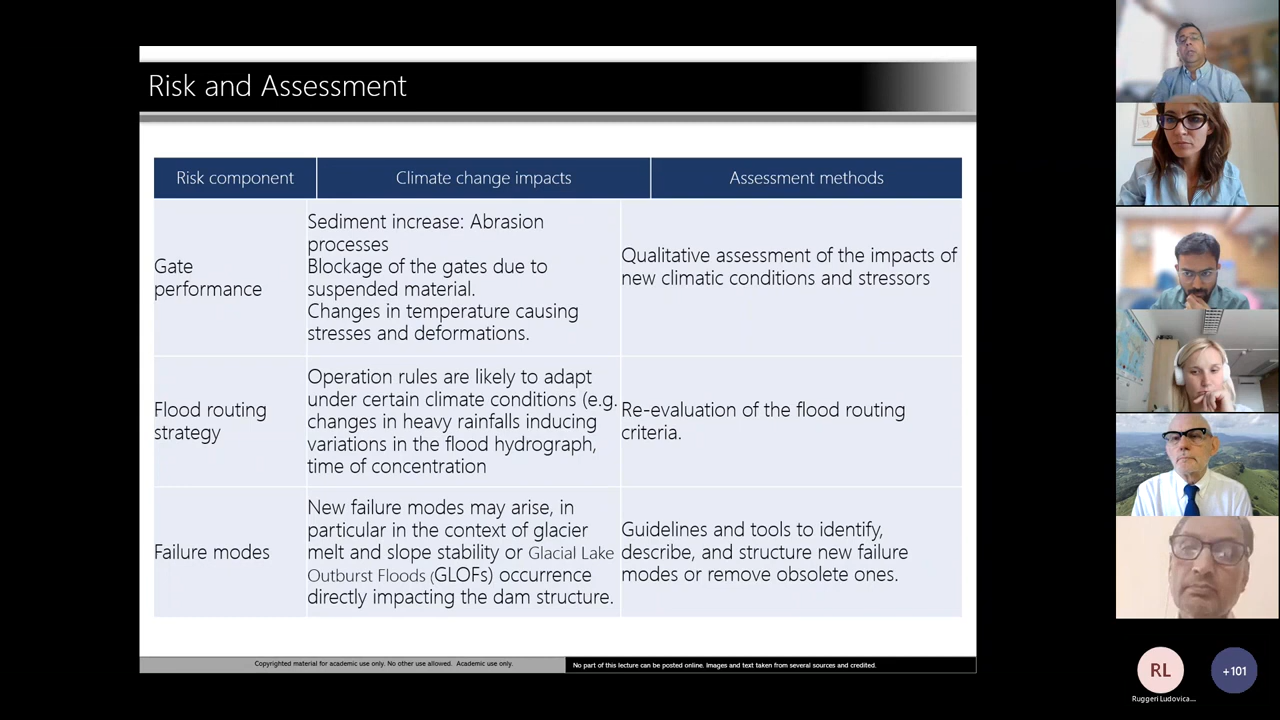 Risk and Assessment
Risk component
Climate change impacts
Assessment methods
Gate
performance
Sediment increase: Abrasion
processes
Blockage of the gates due to
suspended material.
Changes in temperature causing
stresses and deformations.
Qualitative assessment of the impacts of
new climatic conditions and stressors
Flood routing
strategy
Operation rules are likely to adapt
under certain climate conditions (e.g.
changes in heavy rainfalls inducing
variations in the flood hydrograph,
time of concentration
Re-evaluation of the flood routing
criteria.
Failure modes
New failure modes may arise, in
particular in the context of glacier
melt and slope stability or Glacial Lake
Outburst Floods (GLOFs) occurrence
directly impacting the dam structure.
Guidelines and tools to identify,
describe, and structure new failure
modes or remove obsolete ones.
Copyrighted material for academic use only. No other use allowed. Academic use only.
No part of this lecture can be posted online. Images and text taken from several sources and credited.
RL
+101
Ruggeri Ludovica...